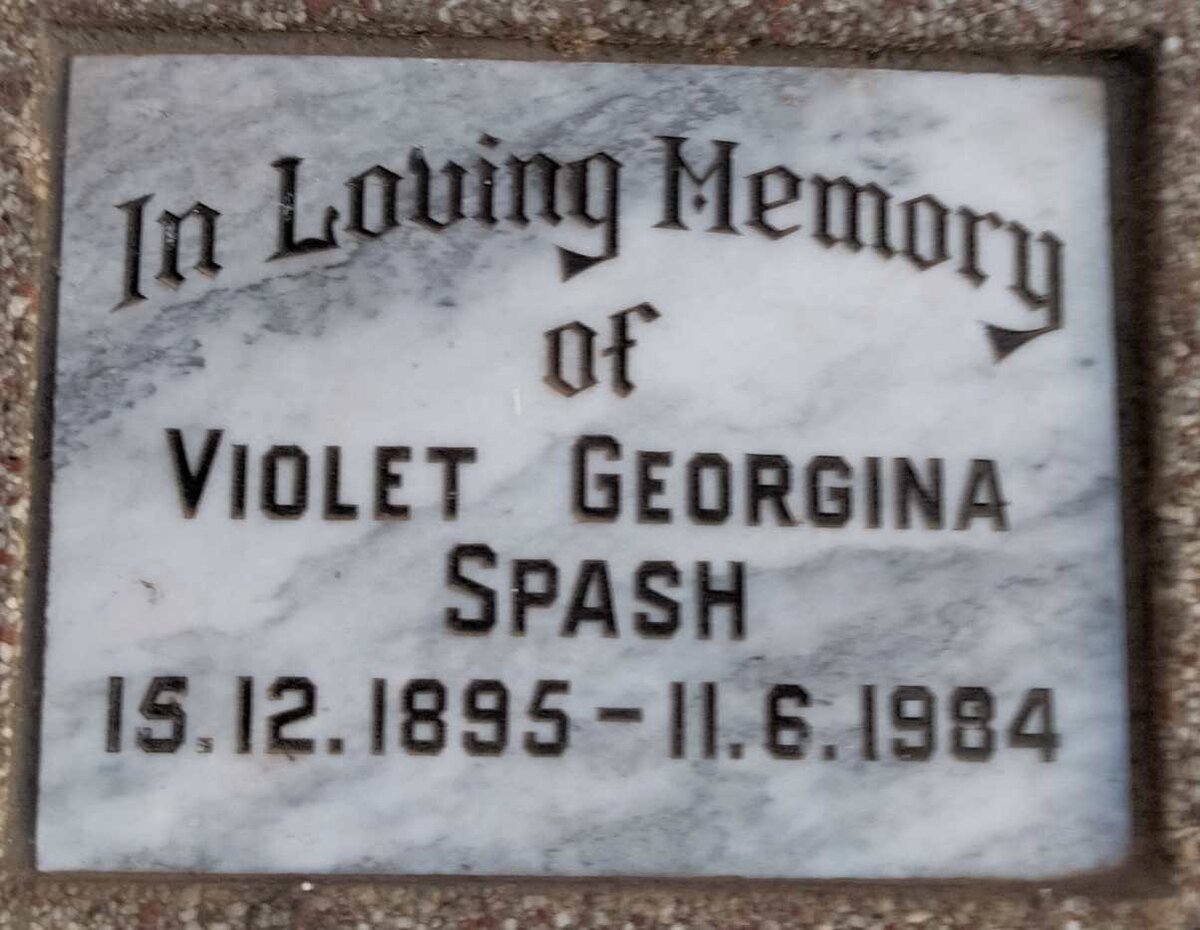 In Loving Memory
of
VIOLET GEORGINA
SPASH
15.12.1895 - 11.6.1984